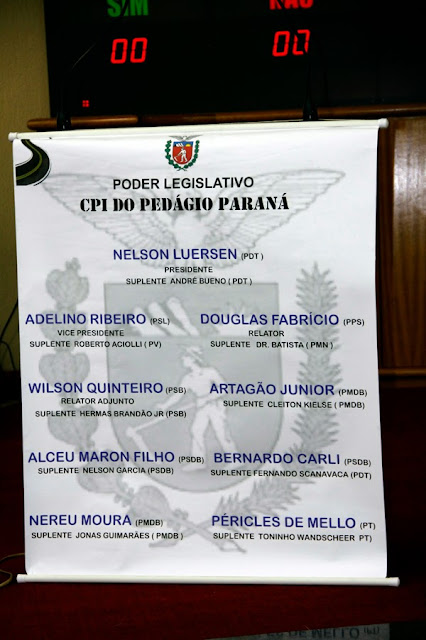 SIM NÃO
00 00
PODER LEGISLATIVO
CPI DO PEDÁGIO PARANÁ
NELSON LUERSEN (PDT )
PRESIDENTE
SUPLENTE ANDRÉ BUENO ( PDT )
ADELINO RIBEIRO (PSL)
VICE PRESIDENTE
SUPLENTE ROBERTO ACIOLLI ( PV)
DOUGLAS FABRÍCIO (PPS)
RELATOR
SUPLENTE DR. BATISTA ( PMN )
WILSON QUINTEIRO (PSB)
RELATOR ADJUNTO
SUPLENTE HERMAS BRANDÃO JR (PSB)
ARTAGÃO JUNIOR (PMDB)
SUPLENTE CLEITON KIELSE ( PMDB)
ALCEU MARON FILHO (PSDB)
SUPLENTE NELSON GARCIA (PSDB)
BERNARDO CARLI (PSDB)
SUPLENTE FERNANDO SCANAVACA (PDT)
NEREU MOURA (PMDB)
SUPLENTE JONAS GUIMARÃES ( PMDB )
PÉRICLES DE MELLO (PT)
SUPLENTE TONINHO WANDSCHEER PT)